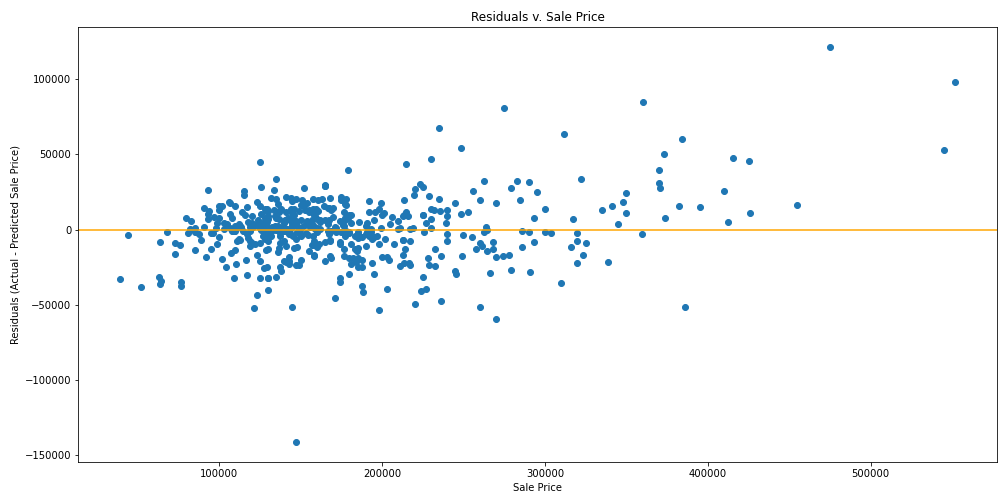 Residuals v. Sale Price
Residuals (Actual - Predicted Sale Price)
100000
50000
0
−50000
−100000
−150000
100000 200000 300000 400000 500000
Sale Price